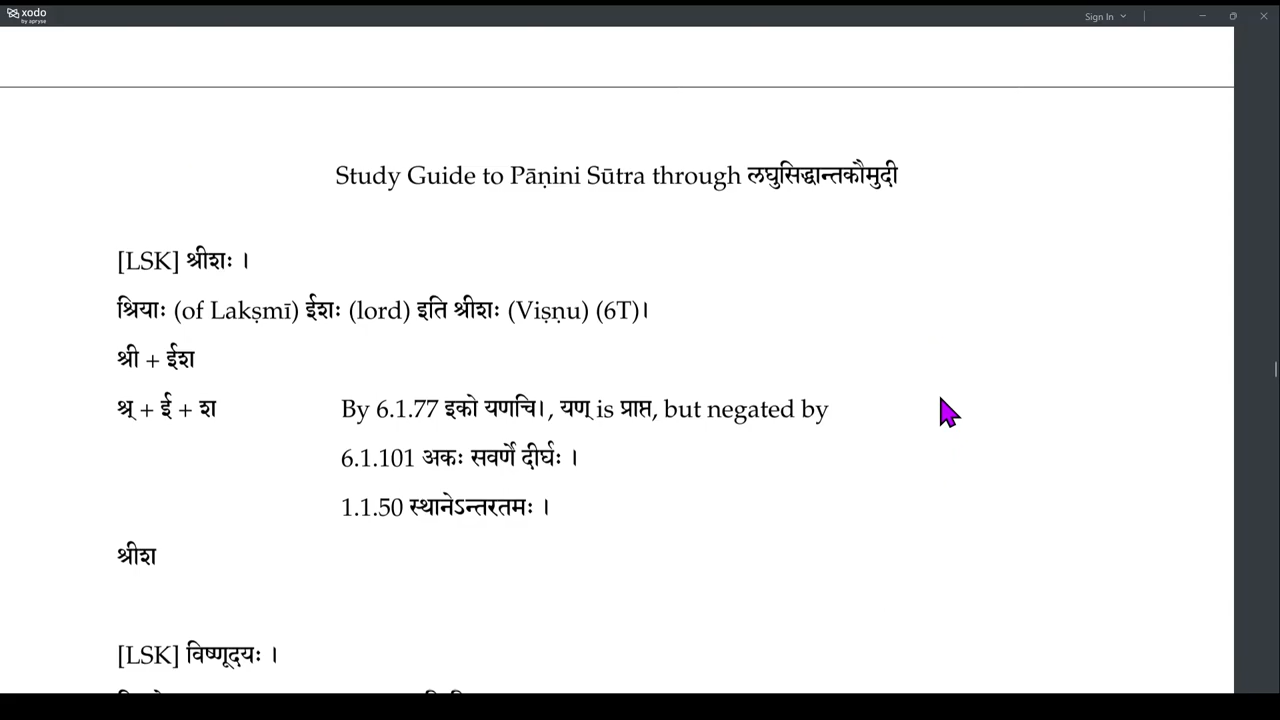 xodo
by apryse
Sign In
Study Guide to Pāṇini Sūtra through लघुसिद्धान्तकौमुदी
[LSK] श्रीशः ।
श्रियाः (of Lakṣmī) ईशः (lord) इति श्रीशः (Viṣṇu) (6T)।
श्री + ईश
श्र् + ई + श By 6.1.77 इको यणचि।, यण् is प्राप्त, but negated by
6.1.101 अकः सवर्णे दीर्घः ।
1.1.50 स्थानेऽन्तरतमः ।
श्रीश
[LSK] विष्णूदयः ।